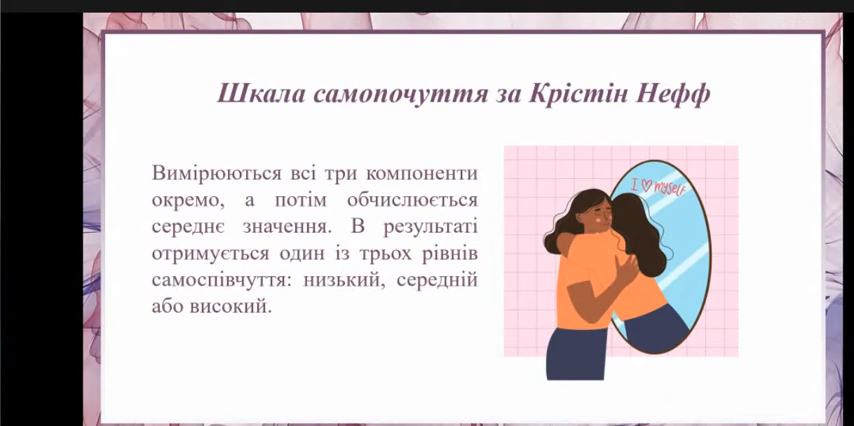 Шкала самопочуття за Крістін Нефф
Вимірюються всі три компоненти
окремо, а потім обчислюється
середнє значення. В результаті
отримується один із трьох рівнів
самоспівчуття: низький, середній
або високий.
I ♡ myself